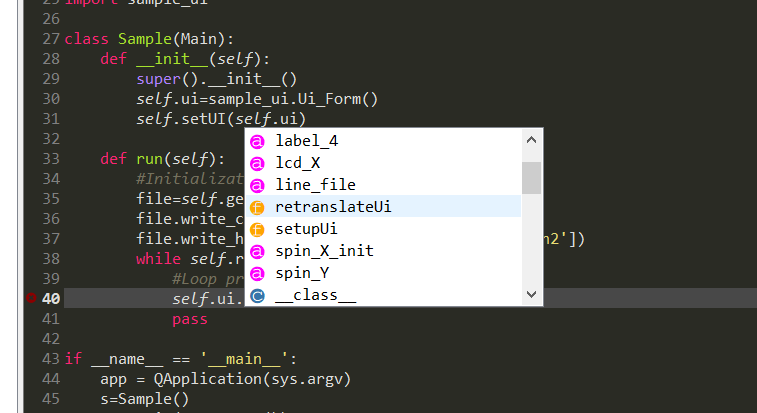 25 import sample_ui
26
27 class Sample(Main):
28 def __init__(self):
29 super().__init__()
30 self.ui=sample_ui.Ui_Form()
31 self.setUI(self.ui)
32
33 def run(self):
34 #Initializat
35 file=self.ge
36 file.write_c
37 file.write_h n2'])
38 while self.r
39 #Loop pr
40 self.ui.
41 pass
42
43 if __name__ == '__main__':
44 app = QApplication(sys.argv)
45 s=Sample()
a label_4
a lcd_X
a line_file
f retranslateUi
f setupUi
a spin_X_init
a spin_Y
C __class__